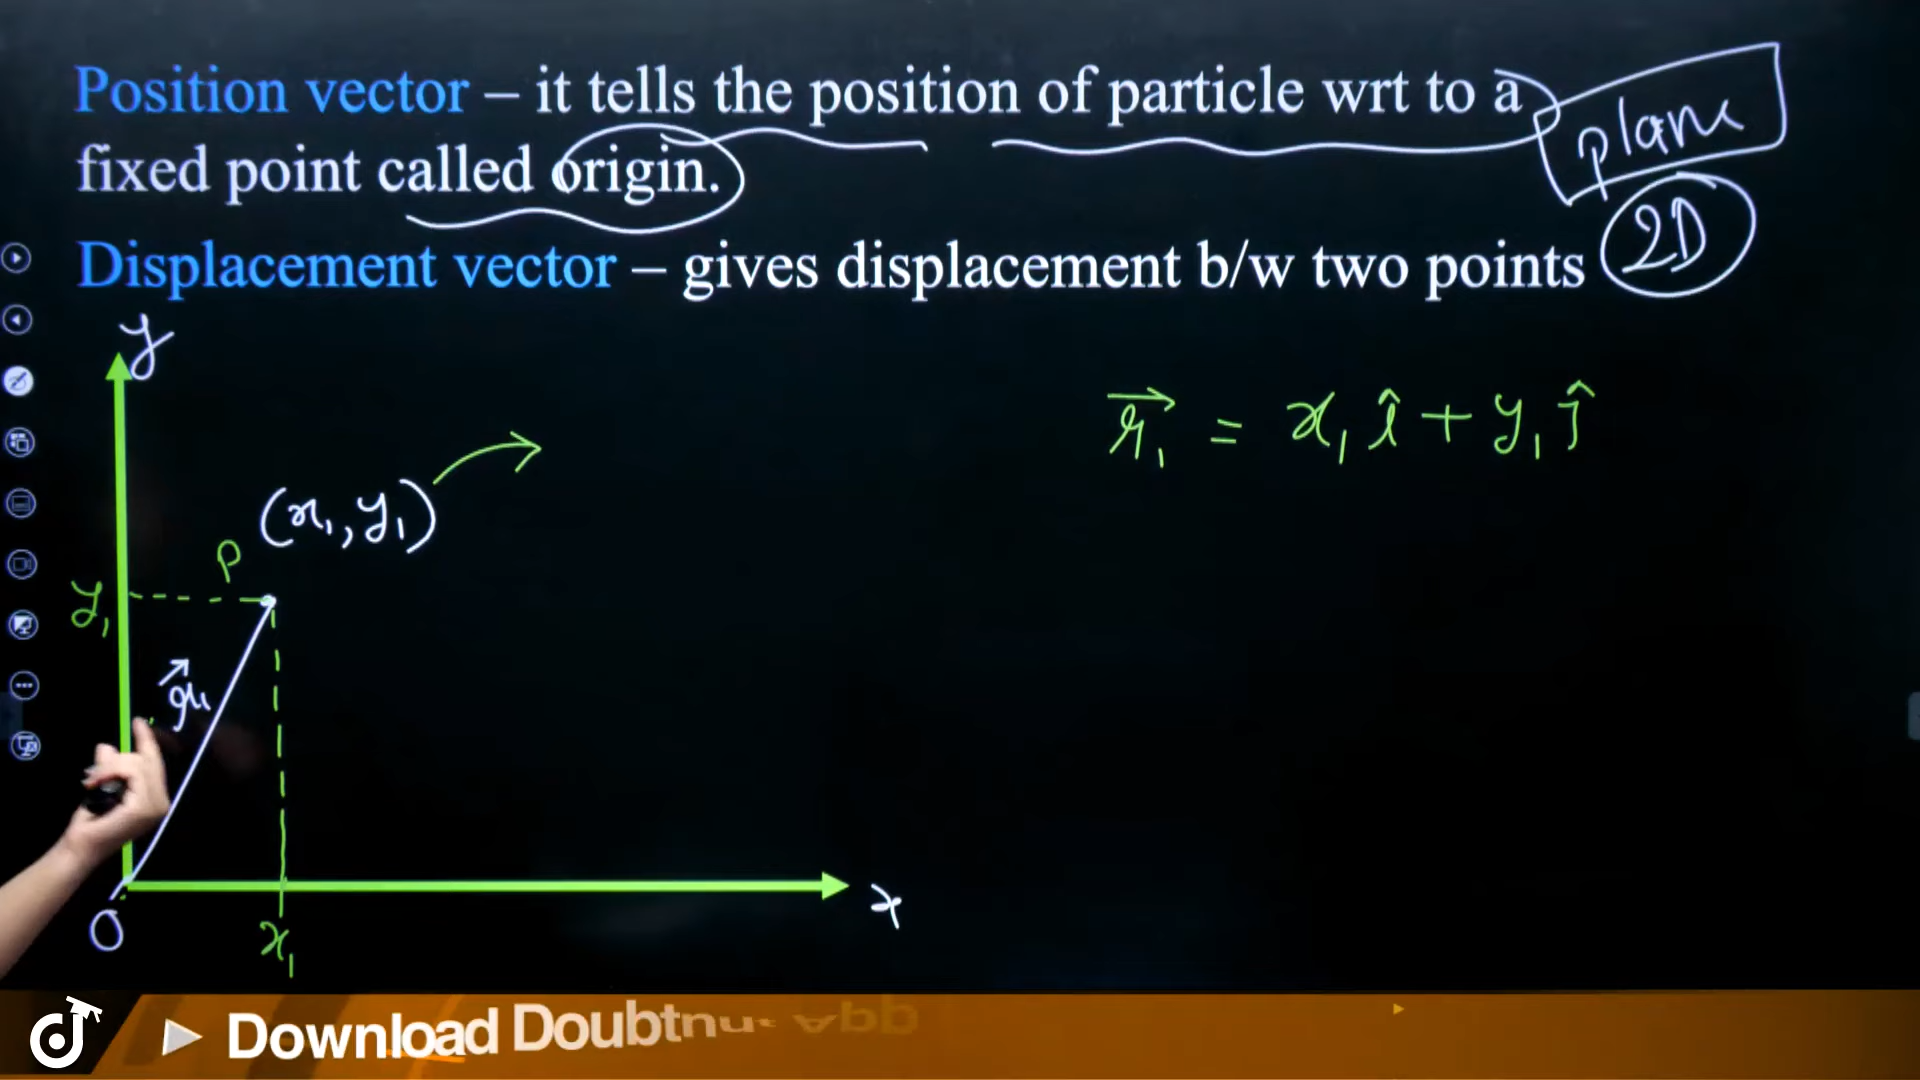 Position vector – it tells the position of particle wrt to a
fixed point called origin.
plane
2D
Displacement vector – gives displacement b/w two points
y
r₁ = x₁ î + y₁ ĵ
(x₁, y₁)
P
y₁
r₁
x
O
x₁
Download Doubtnut App